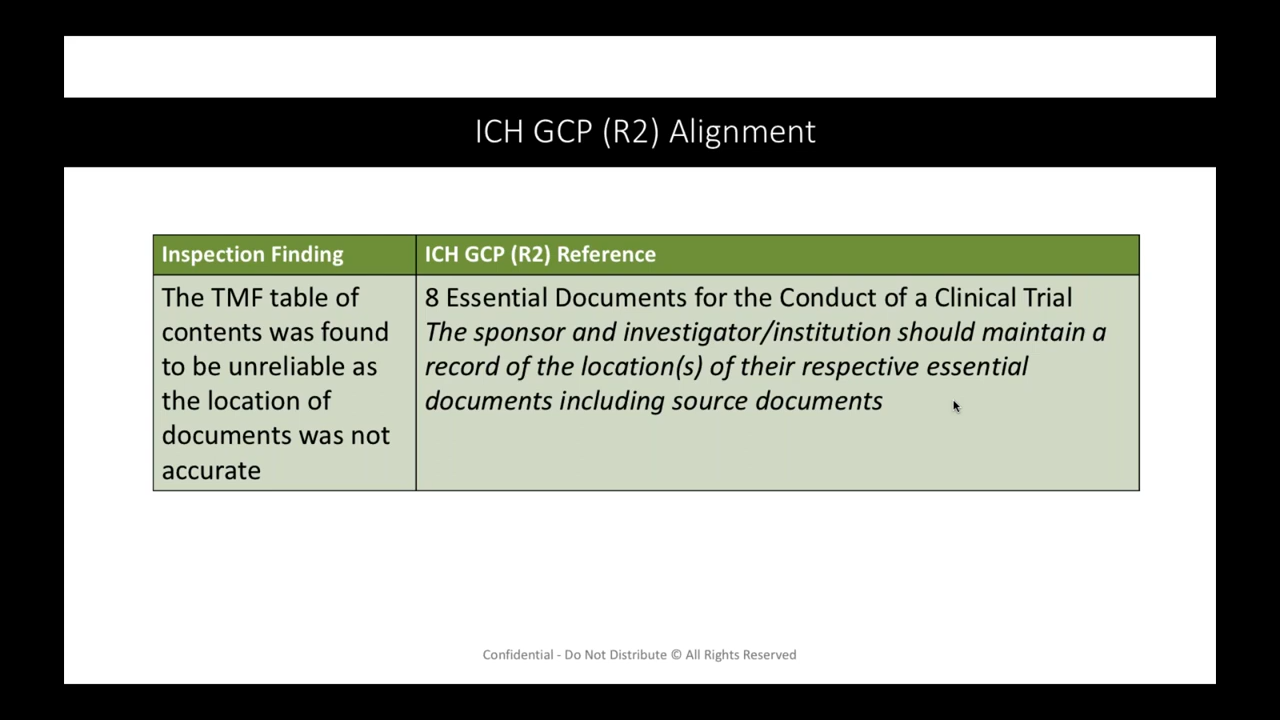 ICH GCP (R2) Alignment
Inspection Finding
ICH GCP (R2) Reference
The TMF table of
contents was found
to be unreliable as
the location of
documents was not
accurate
8 Essential Documents for the Conduct of a Clinical Trial
The sponsor and investigator/institution should maintain a
record of the location(s) of their respective essential
documents including source documents
Confidential - Do Not Distribute © All Rights Reserved